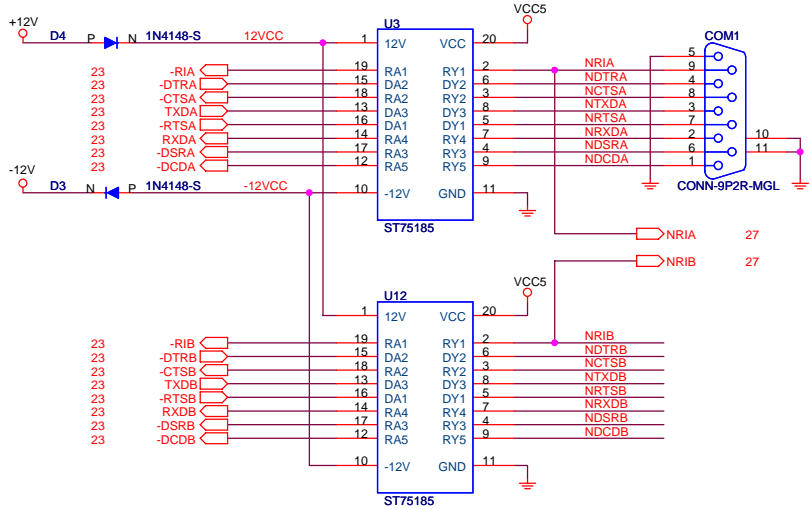 +12V D4 P N 1N4148-S 12VCC
U3
VCC5
COM1
1 12V VCC 20
5
23 -RIA 19 RA1 RY1 2 NRIA 9
23 -DTRA 15 DA2 DY2 6 NDTRA 4
23 -CTSA 18 RA2 RY2 3 NCTSA 8
23 TXDA 13 DA3 DY3 8 NTXDA 3
23 -RTSA 16 DA1 DY1 5 NRTSA 7
23 RXDA 14 RA4 RY4 7 NRXDA 2 10
23 -DSRA 17 RA3 RY3 4 NDSRA 6 11
23 -DCDA 12 RA5 RY5 9 NDCDA 1
-12V D3 N P 1N4148-S -12VCC
10 -12V GND 11
CONN-9P2R-MGL
ST75185
NRIA 27
NRIB 27
U12
VCC5
1 12V VCC 20
23 -RIB 19 RA1 RY1 2 NRIB
23 -DTRB 15 DA2 DY2 6 NDTRB
23 -CTSB 18 RA2 RY2 3 NCTSB
23 TXDB 13 DA3 DY3 8 NTXDB
23 -RTSB 16 DA1 DY1 5 NRTSB
23 RXDB 14 RA4 RY4 7 NRXDB
23 -DSRB 17 RA3 RY3 4 NDSRB
23 -DCDB 12 RA5 RY5 9 NDCDB
10 -12V GND 11
ST75185